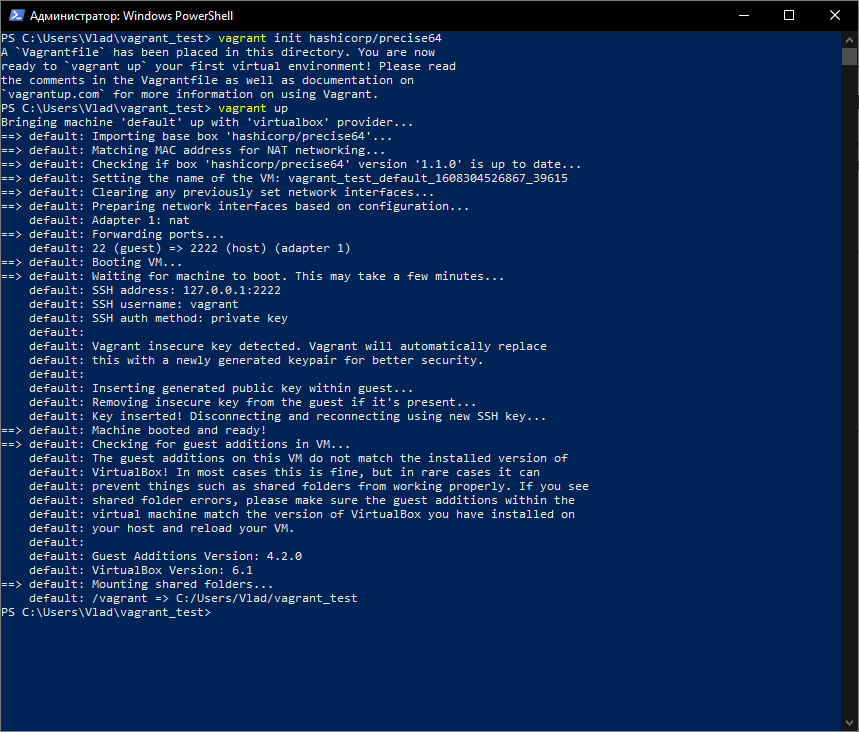 Администратор: Windows PowerShell
PS C:\Users\Vlad\vagrant_test> vagrant init hashicorp/precise64
A `Vagrantfile` has been placed in this directory. You are now
ready to `vagrant up` your first virtual environment! Please read
the comments in the Vagrantfile as well as documentation on
`vagrantup.com` for more information on using Vagrant.
PS C:\Users\Vlad\vagrant_test> vagrant up
Bringing machine 'default' up with 'virtualbox' provider...
==> default: Importing base box 'hashicorp/precise64'...
==> default: Matching MAC address for NAT networking...
==> default: Checking if box 'hashicorp/precise64' version '1.1.0' is up to date...
==> default: Setting the name of the VM: vagrant_test_default_1608304526867_39615
==> default: Clearing any previously set network interfaces...
==> default: Preparing network interfaces based on configuration...
    default: Adapter 1: nat
==> default: Forwarding ports...
    default: 22 (guest) => 2222 (host) (adapter 1)
==> default: Booting VM...
==> default: Waiting for machine to boot. This may take a few minutes...
    default: SSH address: 127.0.0.1:2222
    default: SSH username: vagrant
    default: SSH auth method: private key
    default:
    default: Vagrant insecure key detected. Vagrant will automatically replace
    default: this with a newly generated keypair for better security.
    default:
    default: Inserting generated public key within guest...
    default: Removing insecure key from the guest if it's present...
    default: Key inserted! Disconnecting and reconnecting using new SSH key...
==> default: Machine booted and ready!
==> default: Checking for guest additions in VM...
    default: The guest additions on this VM do not match the installed version of
    default: VirtualBox! In most cases this is fine, but in rare cases it can
    default: prevent things such as shared folders from working properly. If you see
    default: shared folder errors, please make sure the guest additions within the
    default: virtual machine match the version of VirtualBox you have installed on
    default: your host and reload your VM.
    default:
    default: Guest Additions Version: 4.2.0
    default: VirtualBox Version: 6.1
==> default: Mounting shared folders...
    default: /vagrant => C:/Users/Vlad/vagrant_test
PS C:\Users\Vlad\vagrant_test>